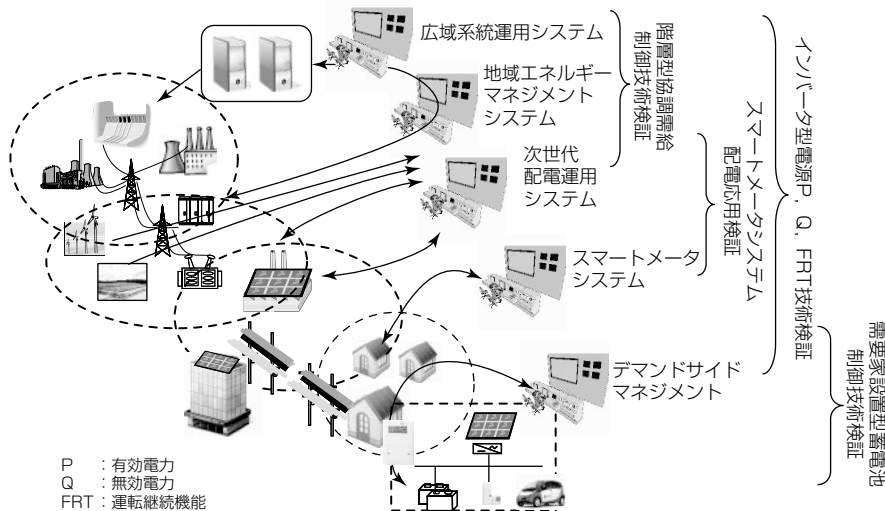 広域系統運用システム
地域エネルギー
マネジメント
システム
次世代
配電運用
システム
スマートメータ
システム
デマンドサイド
マネジメント
階層型協調需給
制御技術検証
スマートメータシステム
配電応用検証
インバータ型電源P，Q，FRT技術検証
需要家設置型蓄電池
制御技術検証
P ：有効電力
Q ：無効電力
FRT：運転継続機能